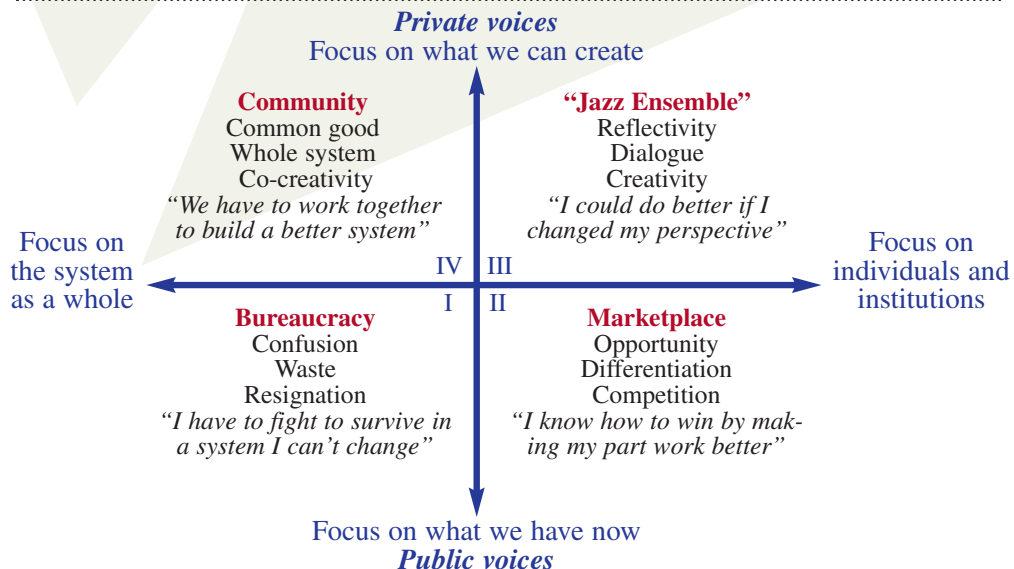 Private voices
Focus on what we can create
Community
Common good
Whole system
Co-creativity
“We have to work together
to build a better system”
“Jazz Ensemble”
Reflectivity
Dialogue
Creativity
“I could do better if I
changed my perspective”
Focus on
the system
as a whole
IV
III
I
II
Focus on
individuals and
institutions
Bureaucracy
Confusion
Waste
Resignation
“I have to fight to survive in
a system I can’t change”
Marketplace
Opportunity
Differentiation
Competition
“I know how to win by mak-
ing my part work better”
Focus on what we have now
Public voices